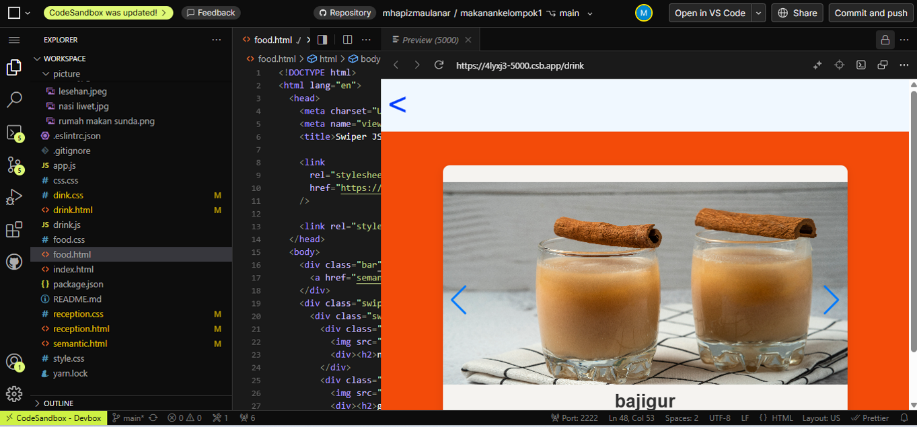 CodeSandbox was updated! >
Feedback
Repository
mhapizmaulanar / makanankelompok1 main
M
Open in VS Code
Share
Commit and push
EXPLORER
WORKSPACE
picture
lesehan.jpeg
nasi liwet.jpg
rumah makan sunda.png
.eslintrc.json
.gitignore
JS app.js
# css.css
# dink.css M
<> drink.html M
JS drink.js
# food.css
<> food.html
<> index.html
{} package.json
README.md
# reception.css M
<> reception.html M
<> semantic.html M
# style.css
yarn.lock
OUTLINE
5
5
1
<> food.html
<> food.html > html > body
1 <!DOCTYPE html>
2 <html lang="en">
3 <head>
4 <meta charset="U
5 <meta name="view
6 <title>Swiper JS
7
8 <link
9 rel="styleshee
10 href="https://
11 />
12
13 <link rel="style
14 </head>
15 <body>
16 <div class="bar"
17 <a href="seman
18 </div>
19 <div class="swip
20 <div class="sw
21 <div class="
22 <img src="
23 <div><h2>n
24 </div>
25 <div class="
26 <img src="
27 <div><h2>g
Preview (5000)
https://4lyxj3-5000.csb.app/drink
<
bajigur
CodeSandbox - Devbox
main*
0 0
1
6
Port: 2222
Ln 48, Col 53
Spaces: 2
UTF-8
LF
{} HTML
Layout: US
Prettier